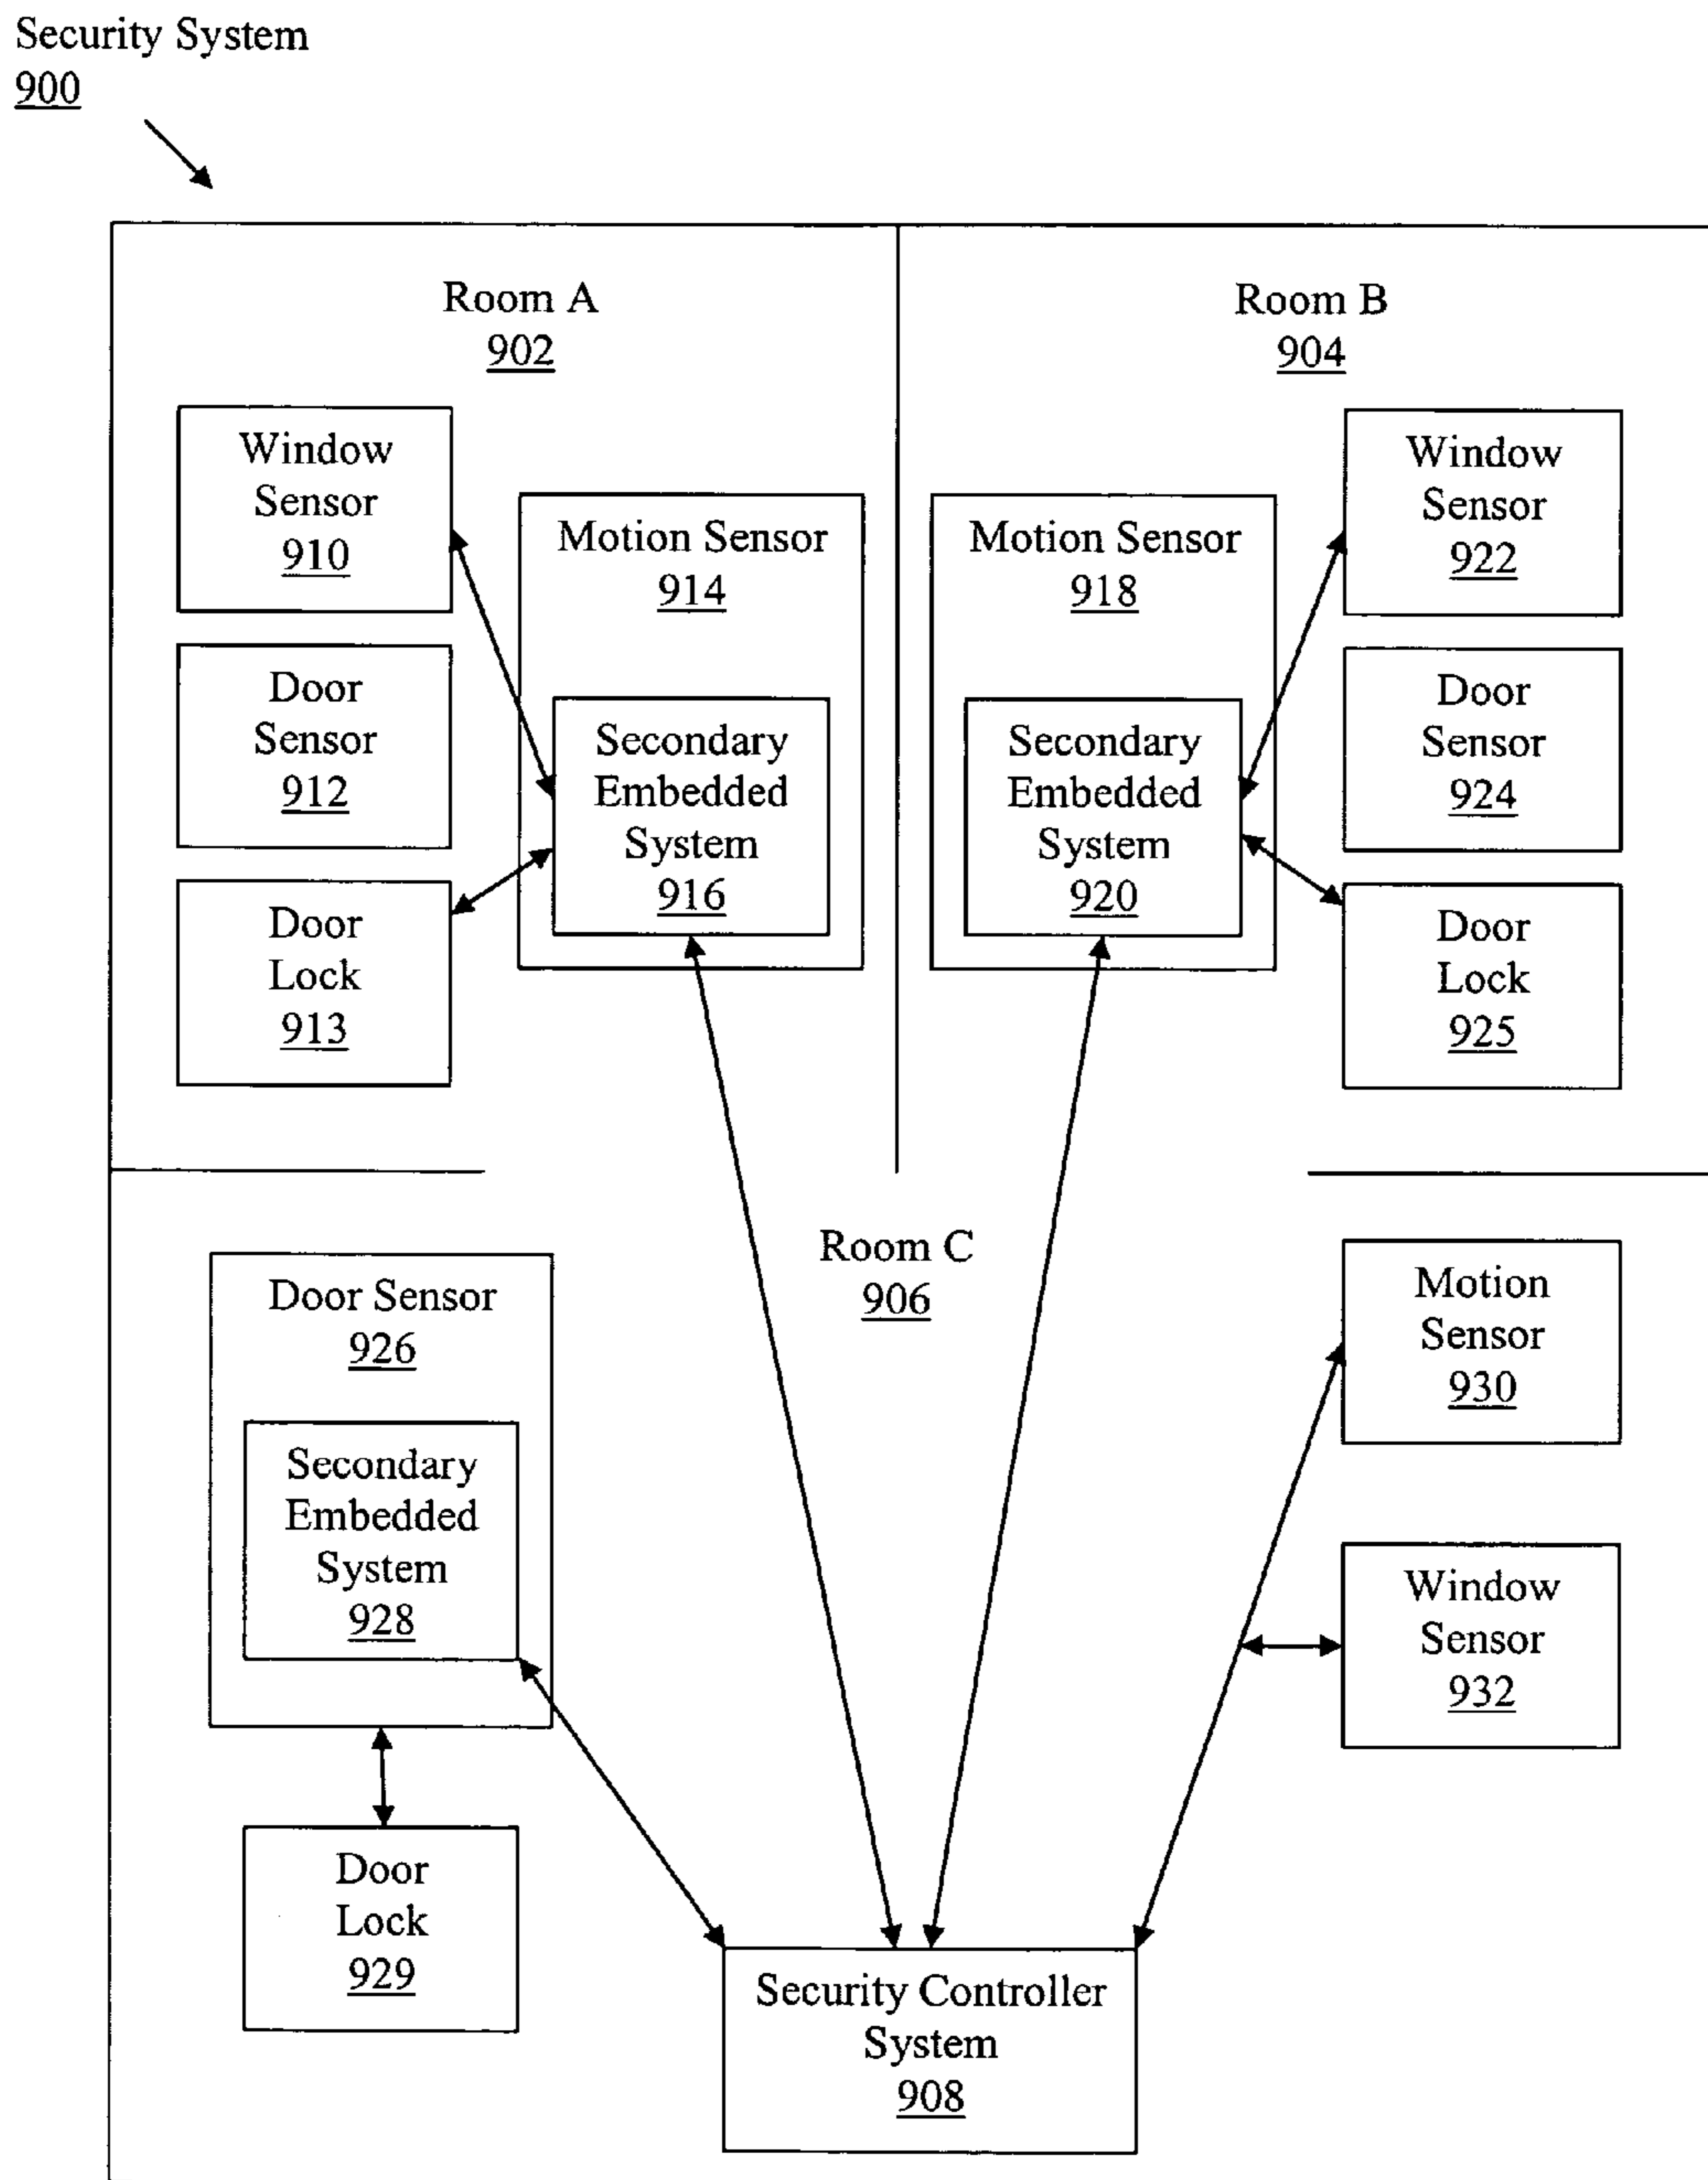 Security System
900
Room A
902
Room B
904
Window
Sensor
910
Door
Sensor
912
Door
Lock
913
Motion Sensor
914
Secondary
Embedded
System
916
Motion Sensor
918
Secondary
Embedded
System
920
Window
Sensor
922
Door
Sensor
924
Door
Lock
925
Room C
906
Door Sensor
926
Secondary
Embedded
System
928
Door
Lock
929
Motion
Sensor
930
Window
Sensor
932
Security Controller
System
908